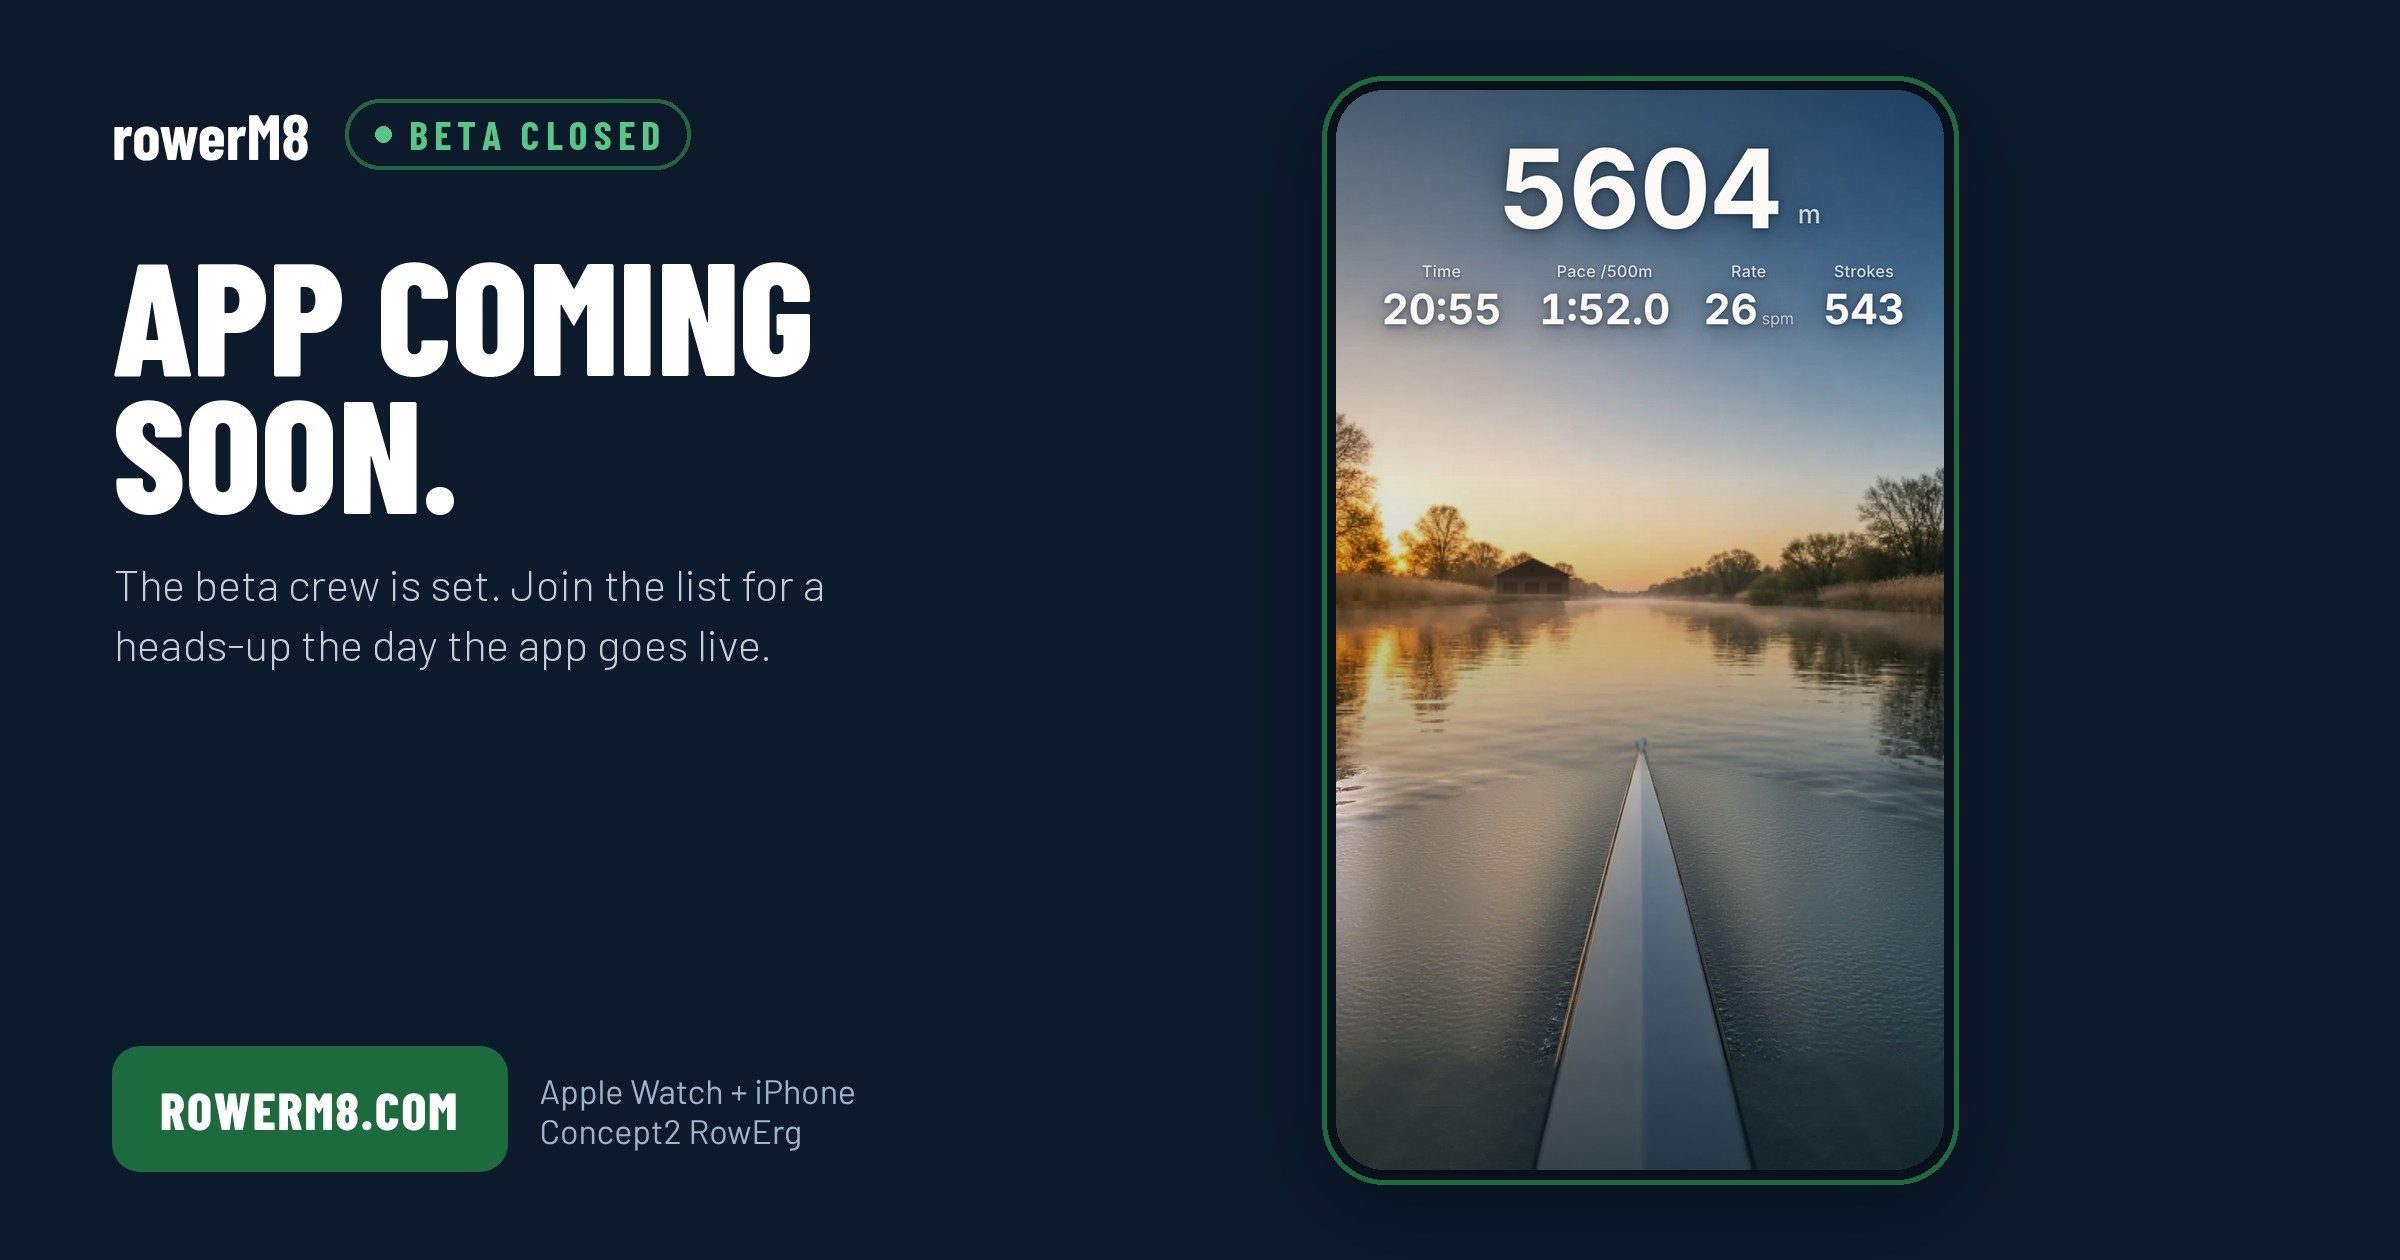 rowerM8
BETA CLOSED
APP COMING
SOON.
The beta crew is set. Join the list for a
heads-up the day the app goes live.
ROWERM8.COM
Apple Watch + iPhone
Concept2 RowErg
5604 m
Time Pace /500m Rate Strokes
20:55 1:52.0 26 spm 543